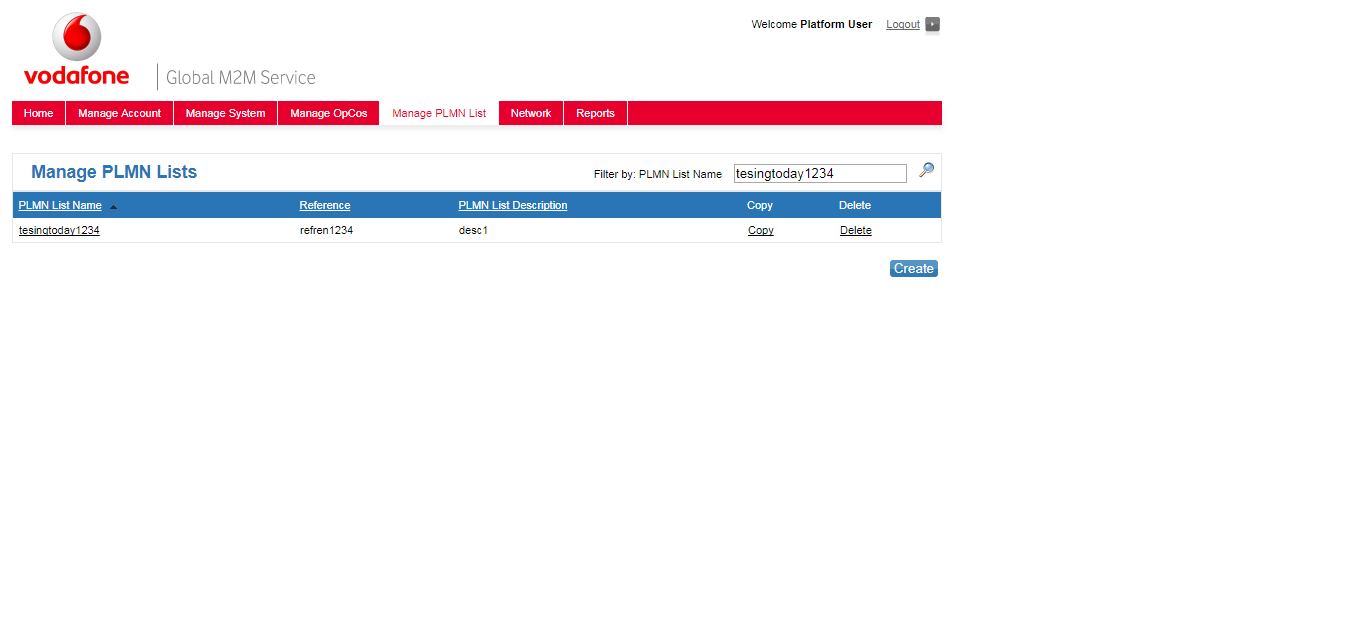 Welcome Platform User Logout
vodafone
Global M2M Service
Home Manage Account Manage System Manage OpCos Manage PLMN List Network Reports
Manage PLMN Lists Filter by: PLMN List Name tesingtoday1234
PLMN List Name Reference PLMN List Description Copy Delete
tesingtoday1234 refren1234 desc1 Copy Delete
Create